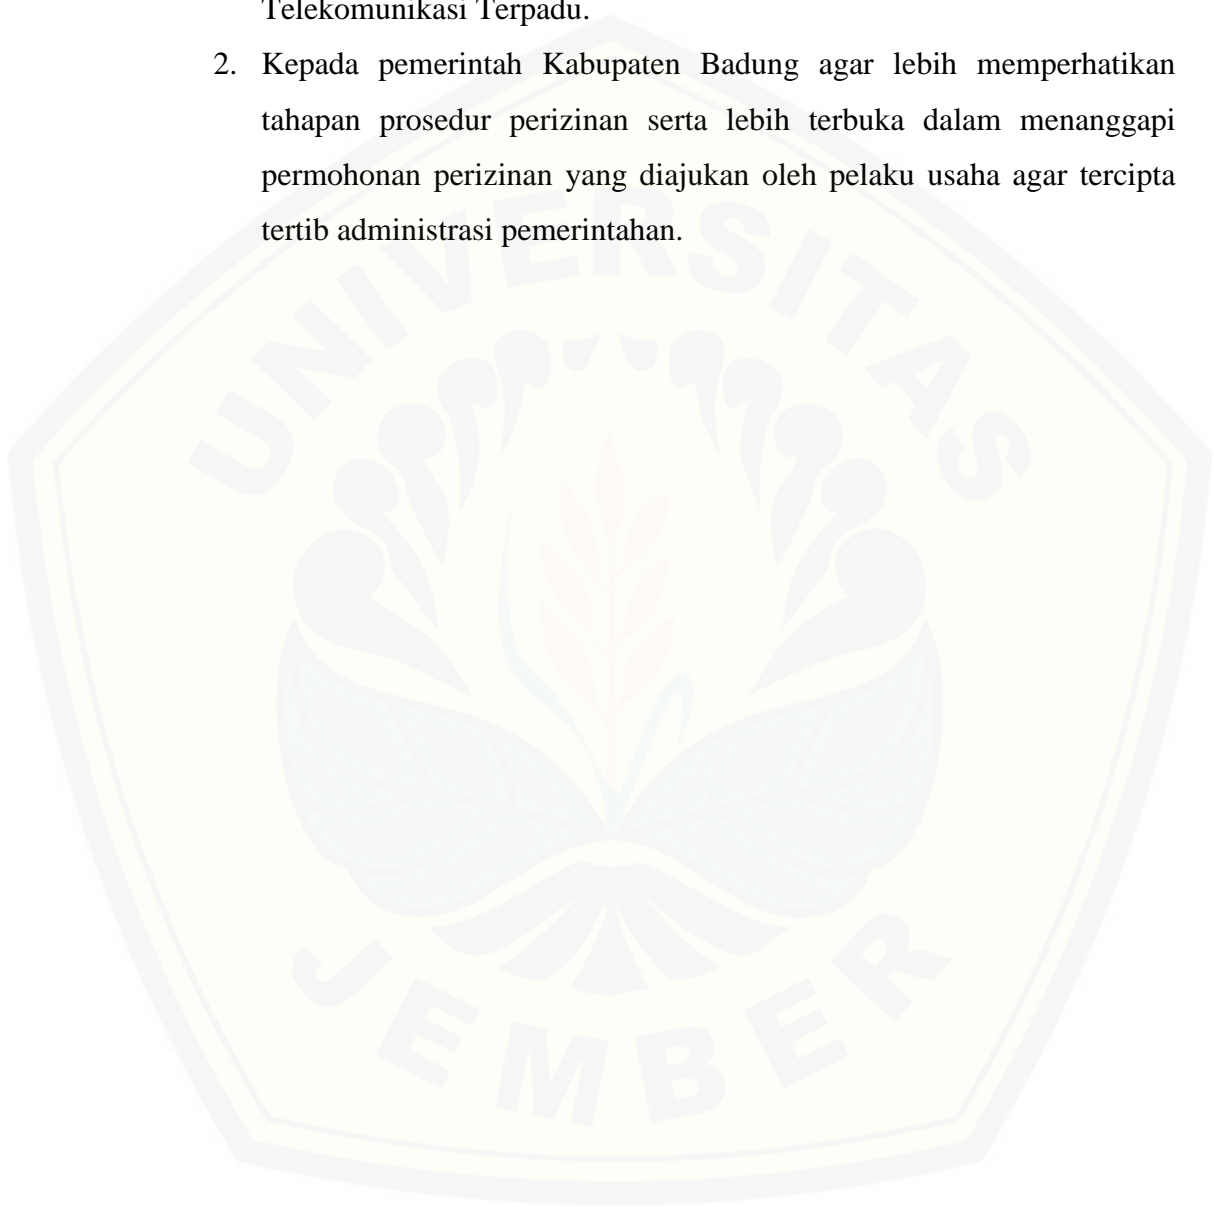 Telekomunikasi Terpadu.
2. Kepada pemerintah Kabupaten Badung agar lebih memperhatikan
tahapan prosedur perizinan serta lebih terbuka dalam menanggapi
permohonan perizinan yang diajukan oleh pelaku usaha agar tercipta
tertib administrasi pemerintahan.
UNIVERSITAS
JEMBER